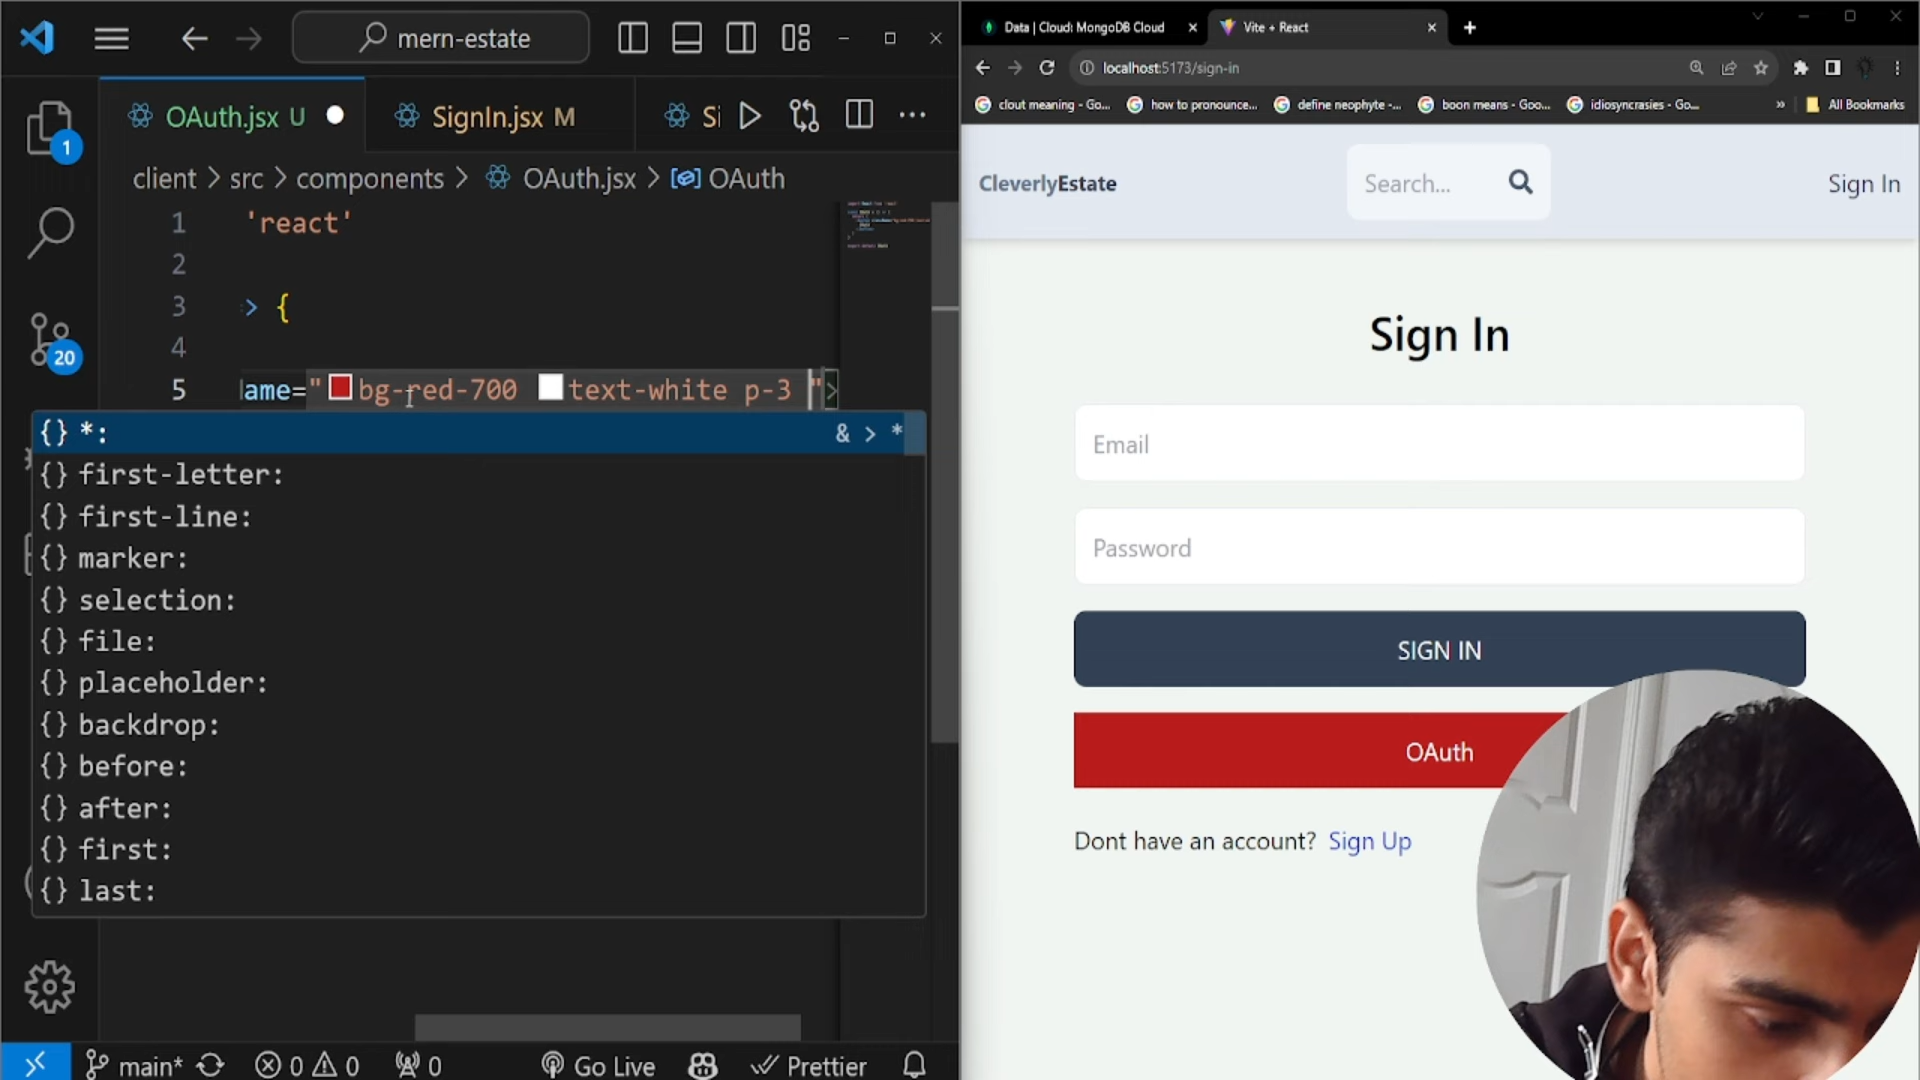 mern-estate
OAuth.jsx U
SignIn.jsx M
Si
1
client > src > components > OAuth.jsx > OAuth
1 'react'
2
3 > {
4
5 ame="bg-red-700 text-white p-3 ">
20
{} *: & > *
{} first-letter:
{} first-line:
{} marker:
{} selection:
{} file:
{} placeholder:
{} backdrop:
{} before:
{} after:
{} first:
{} last:
main* 0 0 0 Go Live Prettier
Data | Cloud: MongoDB Cloud
Vite + React
localhost:5173/sign-in
clout meaning - Go...
how to pronounce...
define neophyte -...
boon means - Goo...
idiosyncrasies - Go...
» All Bookmarks
CleverlyEstate
Search...
Sign In
Sign In
Email
Password
SIGN IN
OAuth
Dont have an account? Sign Up